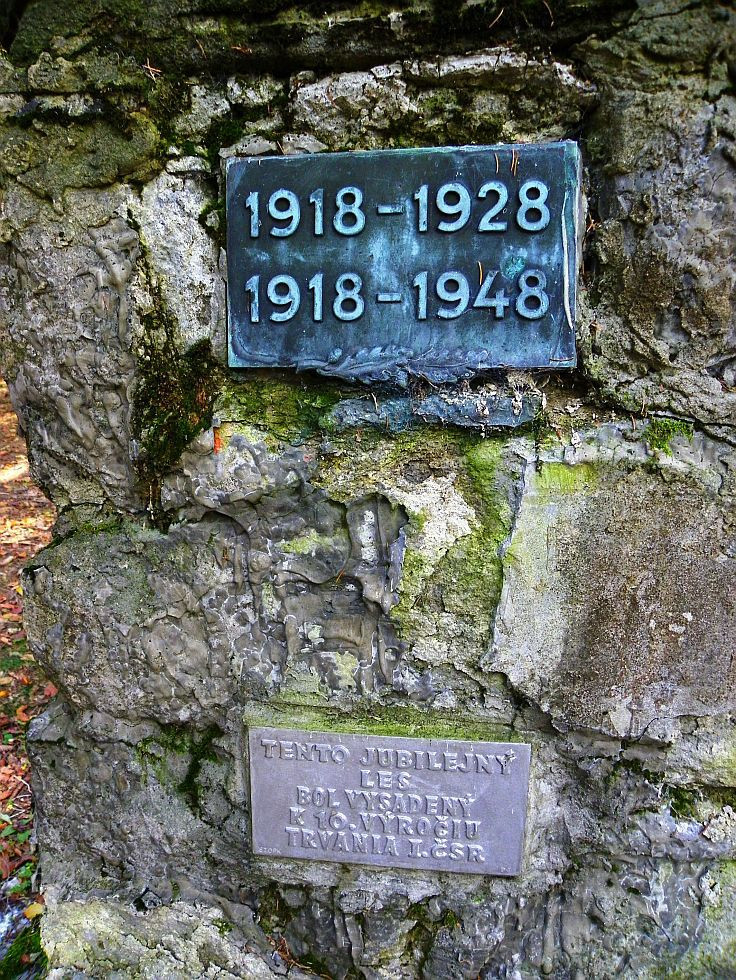 1918-1928
1918-1948
TENTO JUBILEJNÝ
LES
BOL VYSADENÝ
K 10. VÝROČIU
TRVANIA I. ČSR